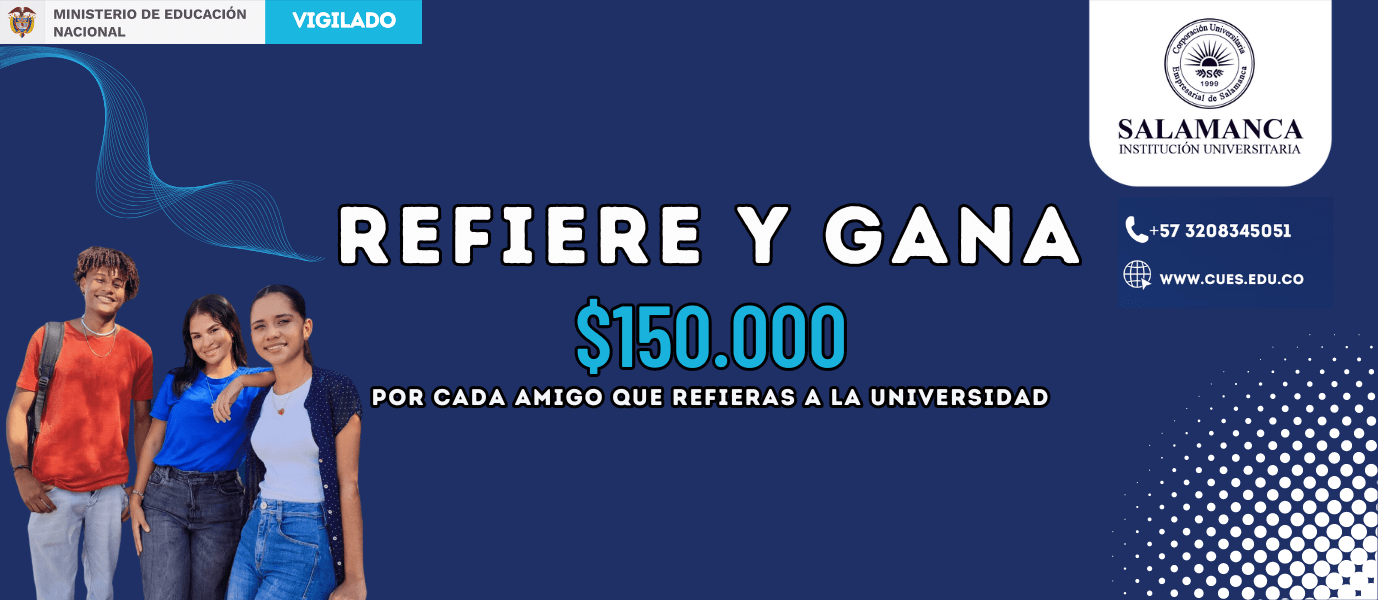 MINISTERIO DE EDUCACIÓN
NACIONAL
VIGILADO
Corporación Universitaria
Empresarial de Salamanca
S
1999
SALAMANCA
INSTITUCIÓN UNIVERSITARIA
+57 3208345051
WWW.CUES.EDU.CO
REFIERE Y GANA
$150.000
POR CADA AMIGO QUE REFIERAS A LA UNIVERSIDAD